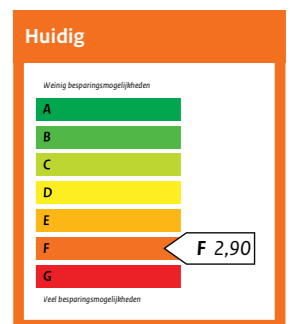 Huidig
Weinig besparingsmogelijkheden
A
B
C
D
E
F
F 2,90
G
Veel besparingsmogelijkheden